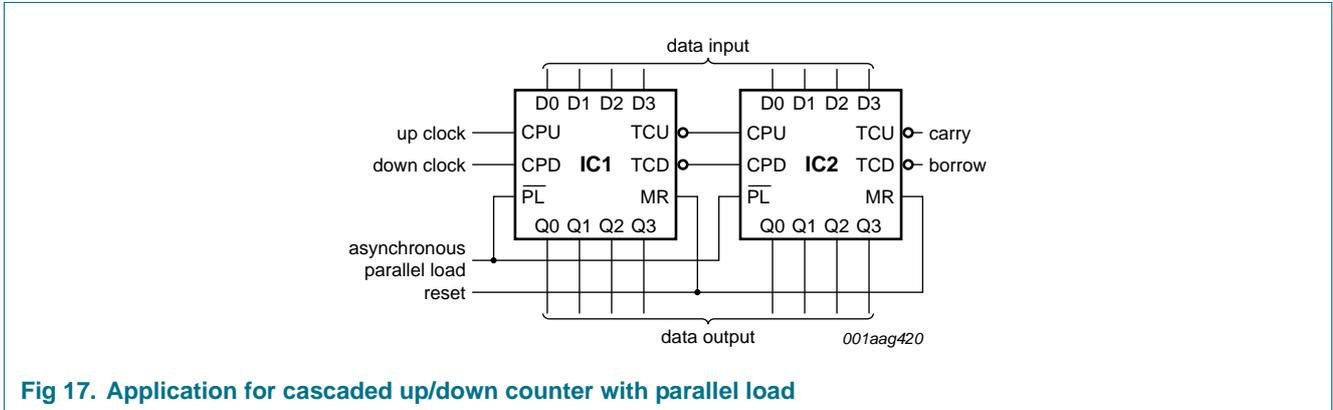 data input
D0 D1 D2 D3 D0 D1 D2 D3
up clock CPU TCU CPU TCU carry
down clock CPD IC1 TCD CPD IC2 TCD borrow
PL MR PL MR
Q0 Q1 Q2 Q3 Q0 Q1 Q2 Q3
asynchronous
parallel load
reset
data output 001aag420
Fig 17. Application for cascaded up/down counter with parallel load